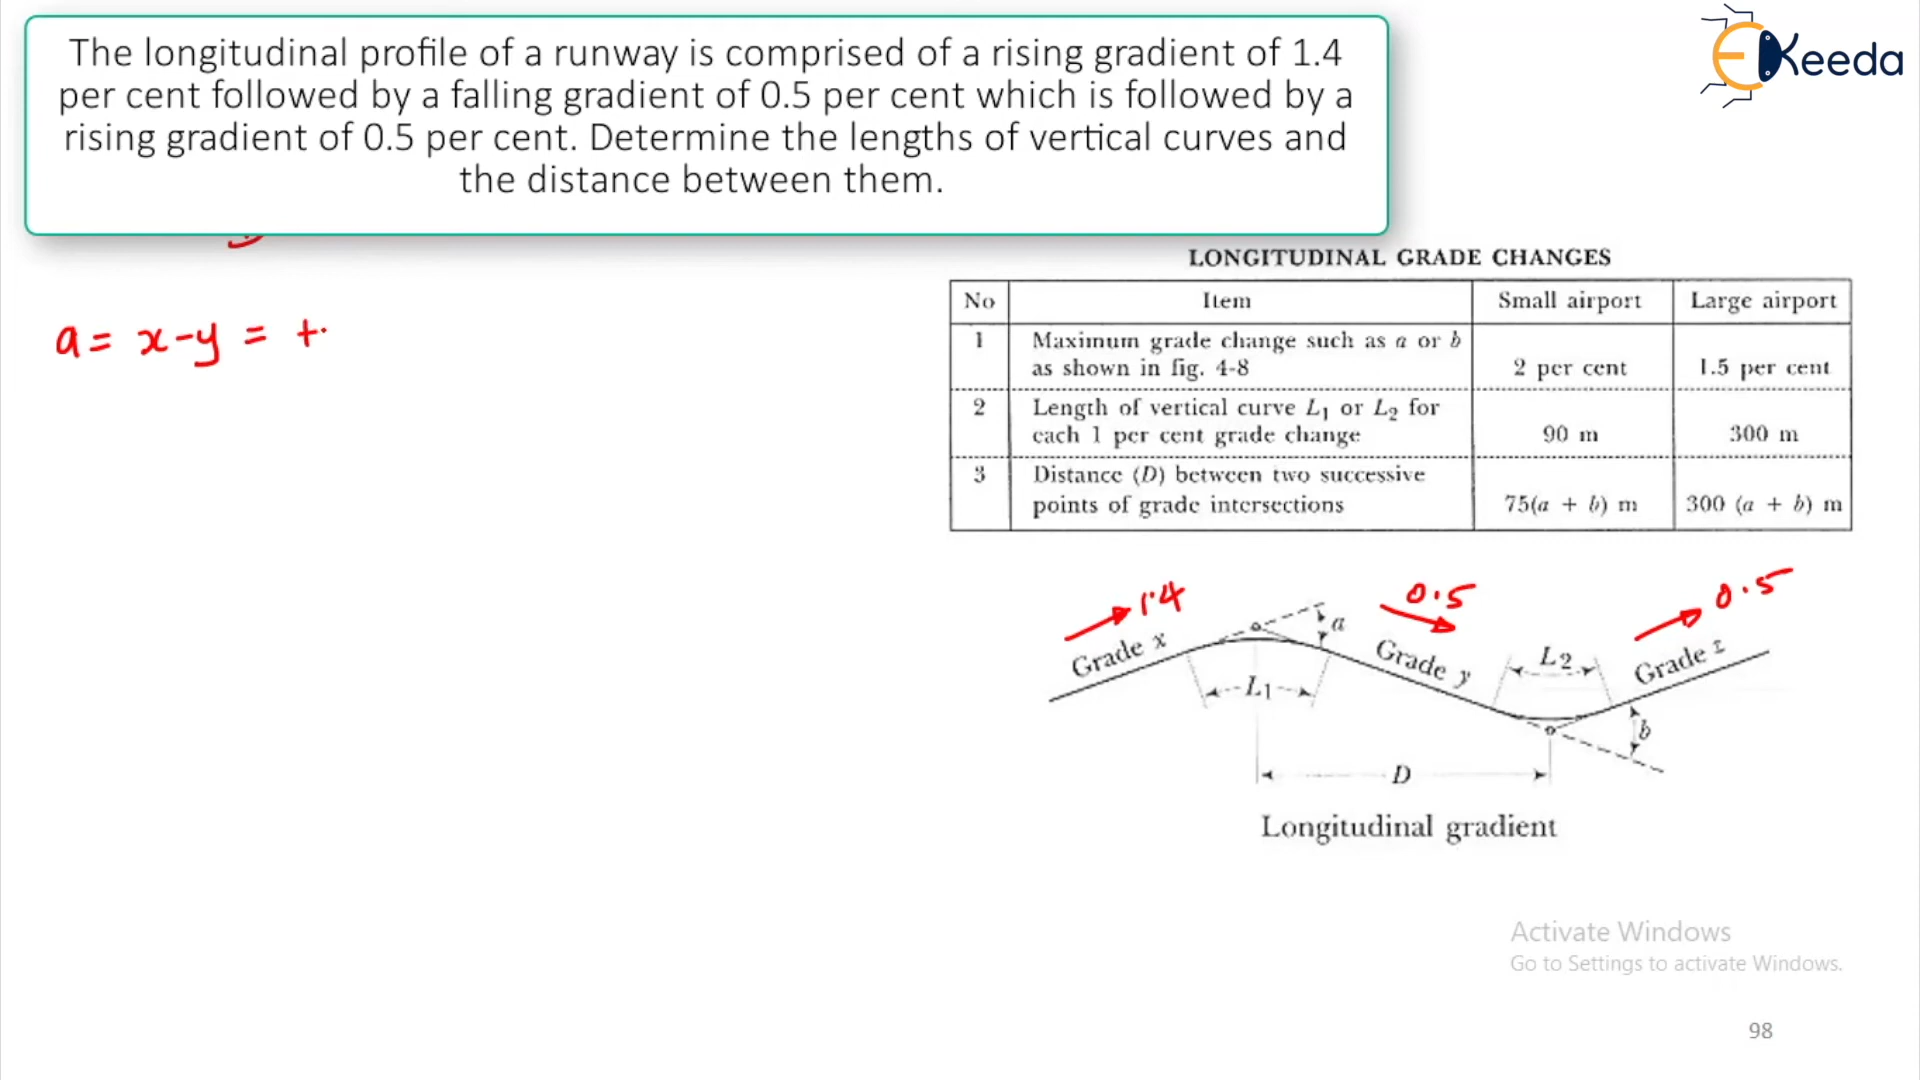 The longitudinal profile of a runway is comprised of a rising gradient of 1.4
per cent followed by a falling gradient of 0.5 per cent which is followed by a
rising gradient of 0.5 per cent. Determine the lengths of vertical curves and
the distance between them.
EKeeda
a = x-y = +.
LONGITUDINAL GRADE CHANGES
No Item Small airport Large airport
1 Maximum grade change such as a or b
as shown in fig. 4-8 2 per cent 1.5 per cent
2 Length of vertical curve L₁ or L₂ for
each 1 per cent grade change 90 m 300 m
3 Distance (D) between two successive
points of grade intersections 75(a + b) m 300 (a + b) m
1.4 0.5 0.5
Grade x a Grade y L2 Grade z
L1 b
D
Longitudinal gradient
Activate Windows
Go to Settings to activate Windows.
98